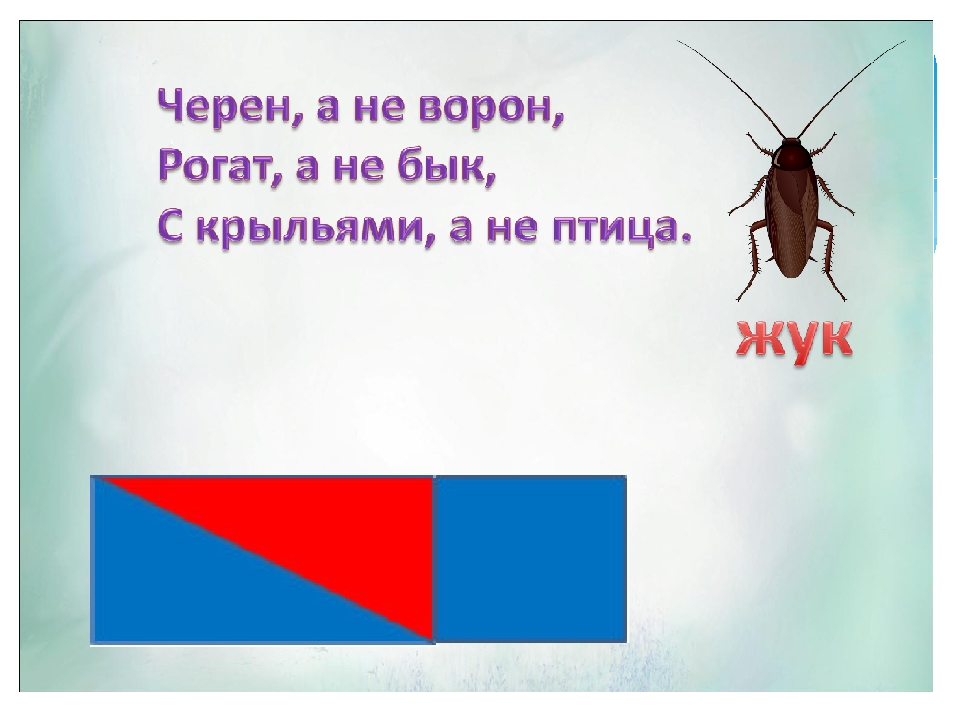 Черен, а не ворон,
Рогат, а не бык,
С крыльями, а не птица.
жук